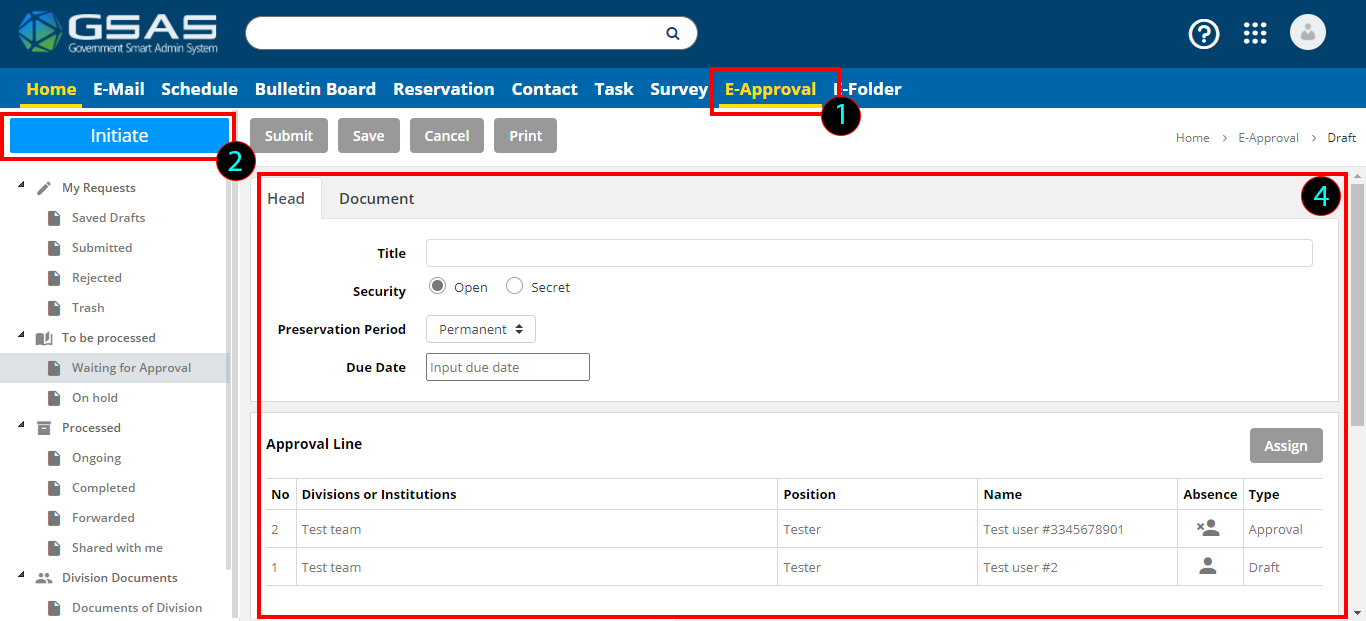 GSAS
Government Smart Admin System
Home E-Mail Schedule Bulletin Board Reservation Contact Task Survey E-Approval E-Folder
1
Initiate
2
Submit Save Cancel Print
Home > E-Approval > Draft
My Requests
Saved Drafts
Submitted
Rejected
Trash
To be processed
Waiting for Approval
On hold
Processed
Ongoing
Completed
Forwarded
Shared with me
Division Documents
Documents of Division
Head Document
4
Title
Security Open Secret
Preservation Period Permanent
Due Date Input due date
Approval Line
Assign
No Divisions or Institutions Position Name Absence Type
2 Test team Tester Test user #3345678901 Approval
1 Test team Tester Test user #2 Draft